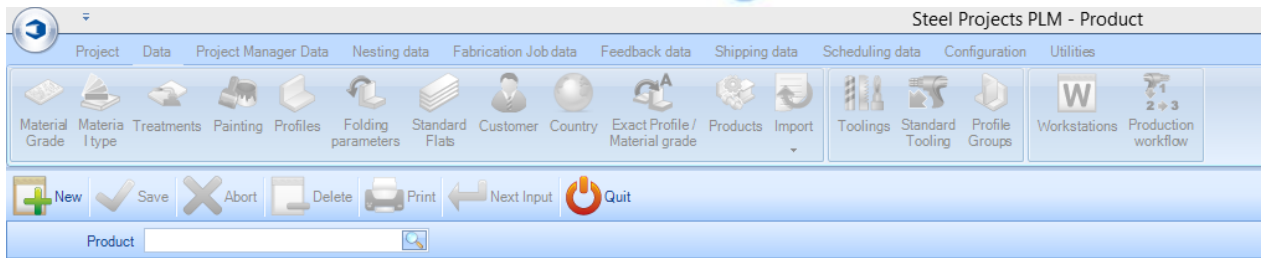 Steel Projects PLM - Product
Project Data Project Manager Data Nesting data Fabrication Job data Feedback data Shipping data Scheduling data Configuration Utilities
Material Materia Treatments Painting Profiles Folding Standard Customer Country Exact Profile / Products Import Toolings Standard Profile Workstations Production
Grade l type parameters Flats Material grade Tooling Groups workflow
New Save Abort Delete Print Next Input Quit
Product